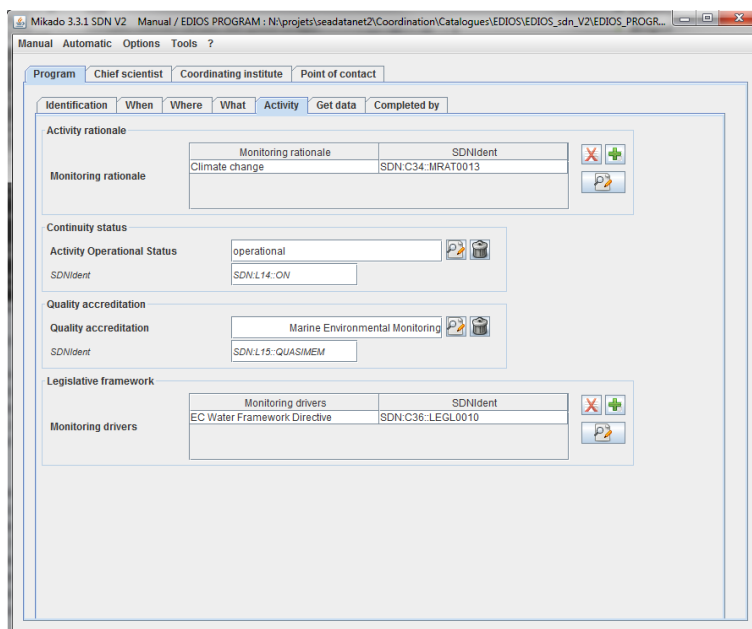 Mikado 3.3.1 SDN V2 Manual / EDIOS PROGRAM : N:\projets\seadatanet2\Coordination\Catalogues\EDIOS\EDIOS_sdn_V2\EDIOS_PROGR...
Manual Automatic Options Tools ?
Program Chief scientist Coordinating institute Point of contact
Identification When Where What Activity Get data Completed by
Activity rationale
Monitoring rationale SDNIdent
Climate change SDN:C34::MRAT0013
Monitoring rationale
Continuity status
Activity Operational Status operational
SDNIdent SDN:L14::ON
Quality accreditation
Quality accreditation Marine Environmental Monitoring
SDNIdent SDN:L15::QUASIMEM
Legislative framework
Monitoring drivers SDNIdent
EC Water Framework Directive SDN:C36::LEGL0010
Monitoring drivers